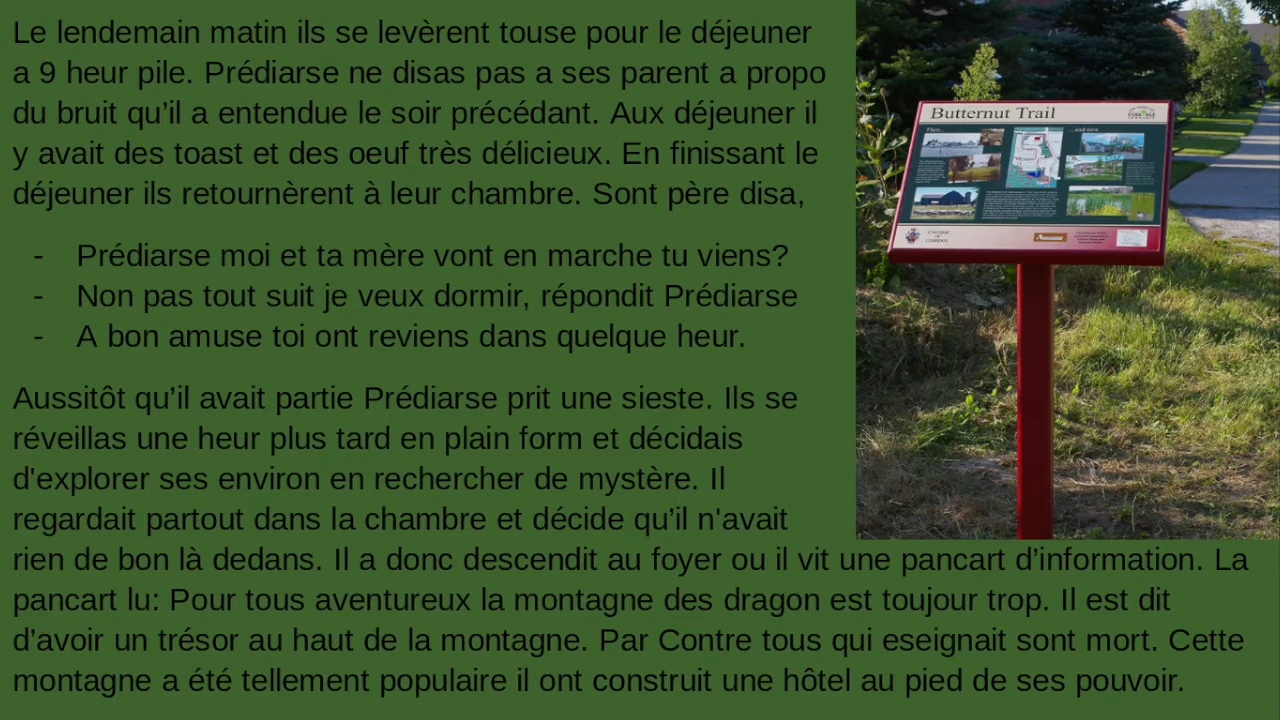 Le lendemain matin ils se levèrent touse pour le déjeuner
a 9 heur pile. Prédiarse ne disas pas a ses parent a propo
du bruit qu’il a entendue le soir précédant. Aux déjeuner il
y avait des toast et des oeuf très délicieux. En finissant le
déjeuner ils retournèrent à leur chambre. Sont père disa,
- Prédiarse moi et ta mère vont en marche tu viens?
- Non pas tout suit je veux dormir, répondit Prédiarse
- A bon amuse toi ont reviens dans quelque heur.
Aussitôt qu’il avait partie Prédiarse prit une sieste. Ils se
réveillas une heur plus tard en plain form et décidais
d'explorer ses environ en rechercher de mystère. Il
regardait partout dans la chambre et décide qu’il n'avait
rien de bon là dedans. Il a donc descendit au foyer ou il vit une pancart d’information. La
pancart lu: Pour tous aventureux la montagne des dragon est toujour trop. Il est dit
d’avoir un trésor au haut de la montagne. Par Contre tous qui eseignait sont mort. Cette
montagne a été tellement populaire il ont construit une hôtel au pied de ses pouvoir.
Butternut Trail
Then...
...and now